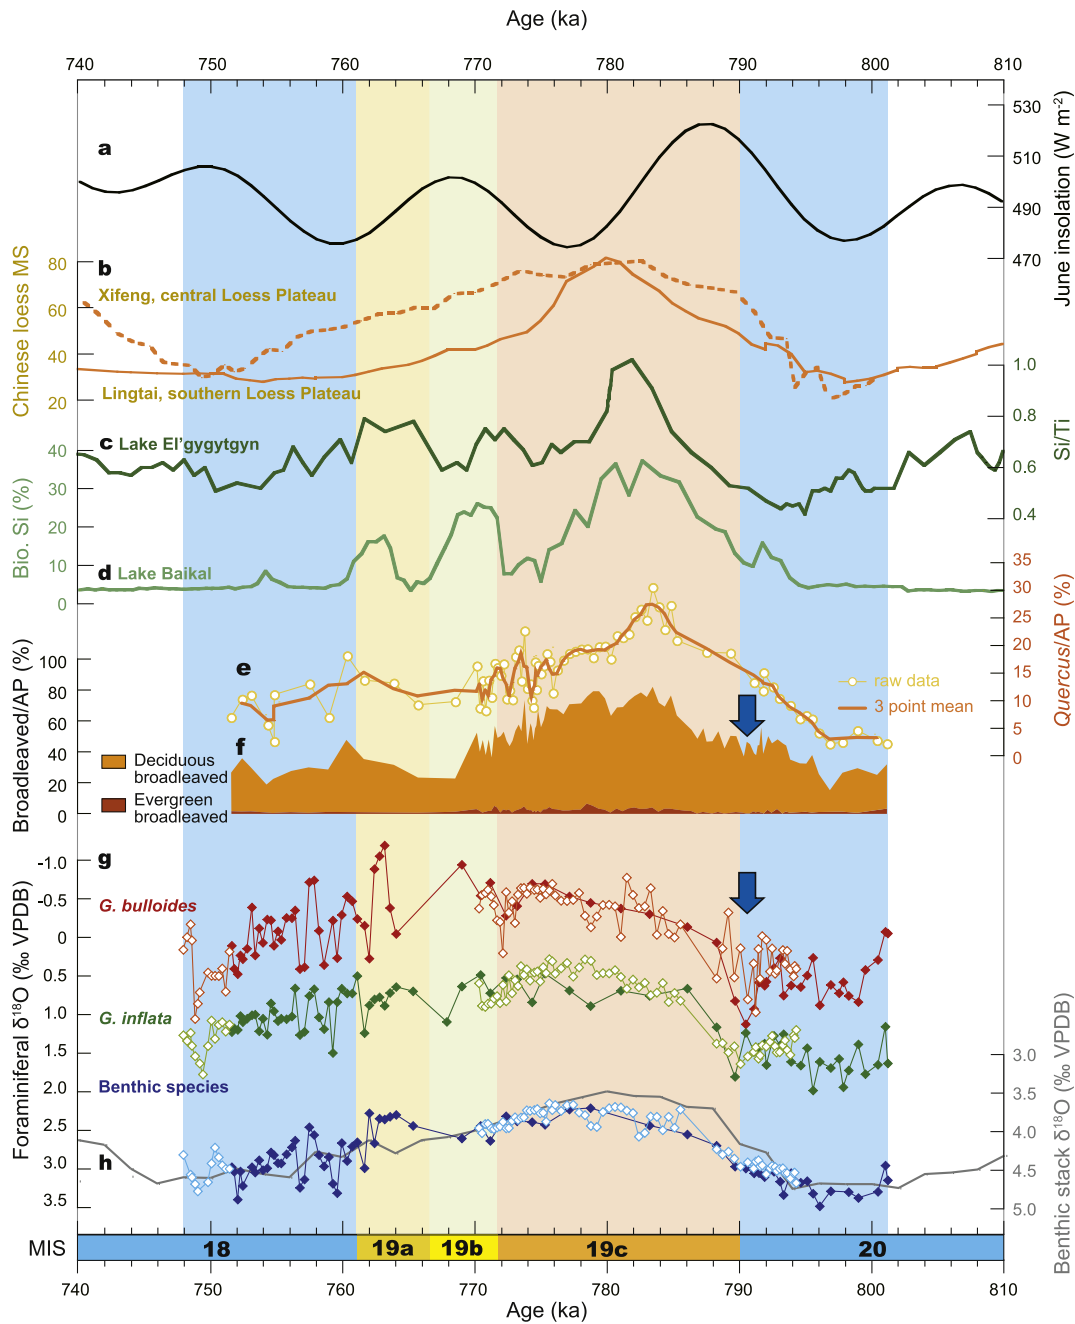 Age (ka)
740 750 760 770 780 790 800 810
a
530
510
490
470
June insolation (W m-2)
b
Xifeng, central Loess Plateau
Lingtai, southern Loess Plateau
80
60
40
20
Chinese loess MS
c Lake El'gygytgyn
1.0
0.8
0.6
0.4
Si/Ti
40
30
20
10
0
Bio. Si (%)
d Lake Baikal
35
30
25
20
15
10
5
0
Quercus/AP (%)
e
raw data
3 point mean
100
80
60
40
20
0
Broadleaved/AP (%)
f
Deciduous
broadleaved
Evergreen
broadleaved
g
G. bulloides
G. inflata
Benthic species
-1.0
-0.5
0
0.5
1.0
1.5
2.0
2.5
3.0
3.5
Foraminiferal δ18O (‰ VPDB)
h
3.0
3.5
4.0
4.5
5.0
Benthic stack δ18O (‰ VPDB)
MIS 18 19a 19b 19c 20
740 750 760 770 780 790 800 810
Age (ka)